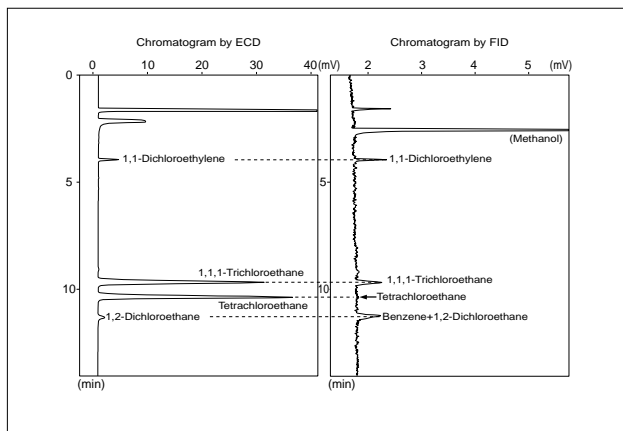 Chromatogram by ECD
0 10 20 30 40 (mV)
0
1,1-Dichloroethylene
5
1,1,1-Trichloroethane
10
Tetrachloroethane
1,2-Dichloroethane
(min)
Chromatogram by FID
2 3 4 5 (mV)
(Methanol)
1,1-Dichloroethylene
5
1,1,1-Trichloroethane
10
Tetrachloroethane
Benzene+1,2-Dichloroethane
(min)